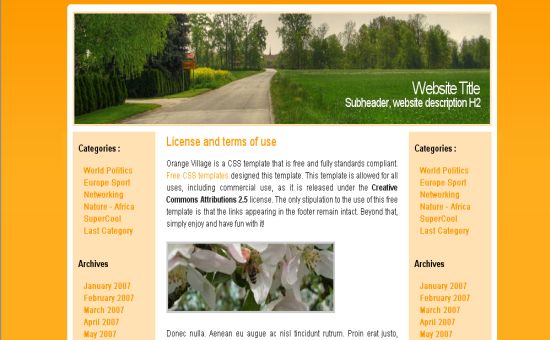 Website Title
Subheader, website description H2
Categories :
World Politics
Europe Sport
Networking
Nature - Africa
SuperCool
Last Category
Archives
January 2007
February 2007
March 2007
April 2007
May 2007
License and terms of use
Orange Village is a CSS template that is free and fully standards compliant.
Free CSS templates designed this template. This template is allowed for all
uses, including commercial use, as it is released under the Creative
Commons Attributions 2.5 license. The only stipulation to the use of this free
template is that the links appearing in the footer remain intact. Beyond that,
simply enjoy and have fun with it!
Donec nulla. Aenean eu augue ac nisl tincidunt rutrum. Proin erat justo,
Categories :
World Politics
Europe Sport
Networking
Nature - Africa
SuperCool
Last Category
Archives
January 2007
February 2007
March 2007
April 2007
May 2007